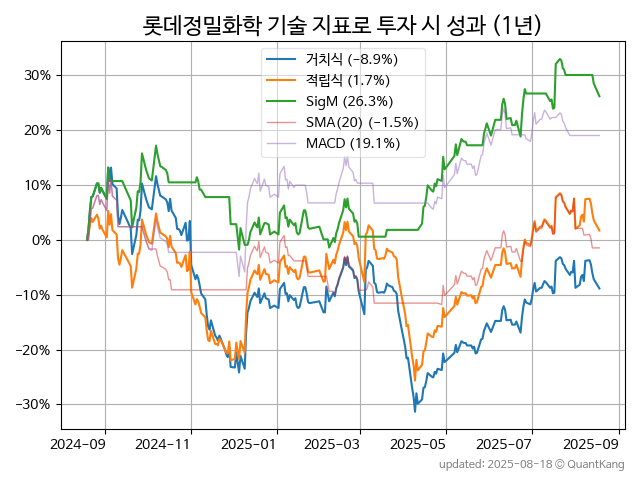 롯데정밀화학 기술 지표로 투자 시 성과 (1년)
거치식 (−8.9%)
적립식 (1.7%)
SigM (26.3%)
SMA(20) (−1.5%)
MACD (19.1%)
30%
20%
10%
0%
−10%
−20%
−30%
2024-09 2024-11 2025-01 2025-03 2025-05 2025-07 2025-09
updated: 2025-08-18 © QuantKang